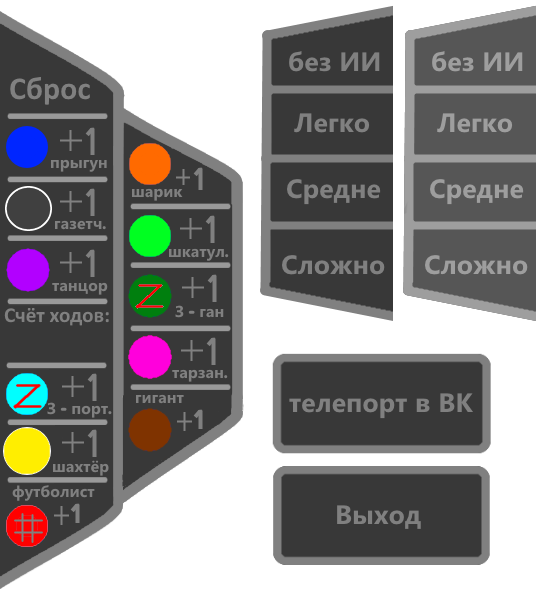 Сброс
+1
прыгун
+1
газетч.
+1
танцор
Счёт ходов:
Z
+1
З - порт.
+1
шахтёр
футболист
+1
+1
шарик
+1
шкатул.
Z
+1
З - ган
+1
тарзан.
гигант
+1
без ИИ
Легко
Средне
Сложно
без ИИ
Легко
Средне
Сложно
телепорт в ВК
Выход